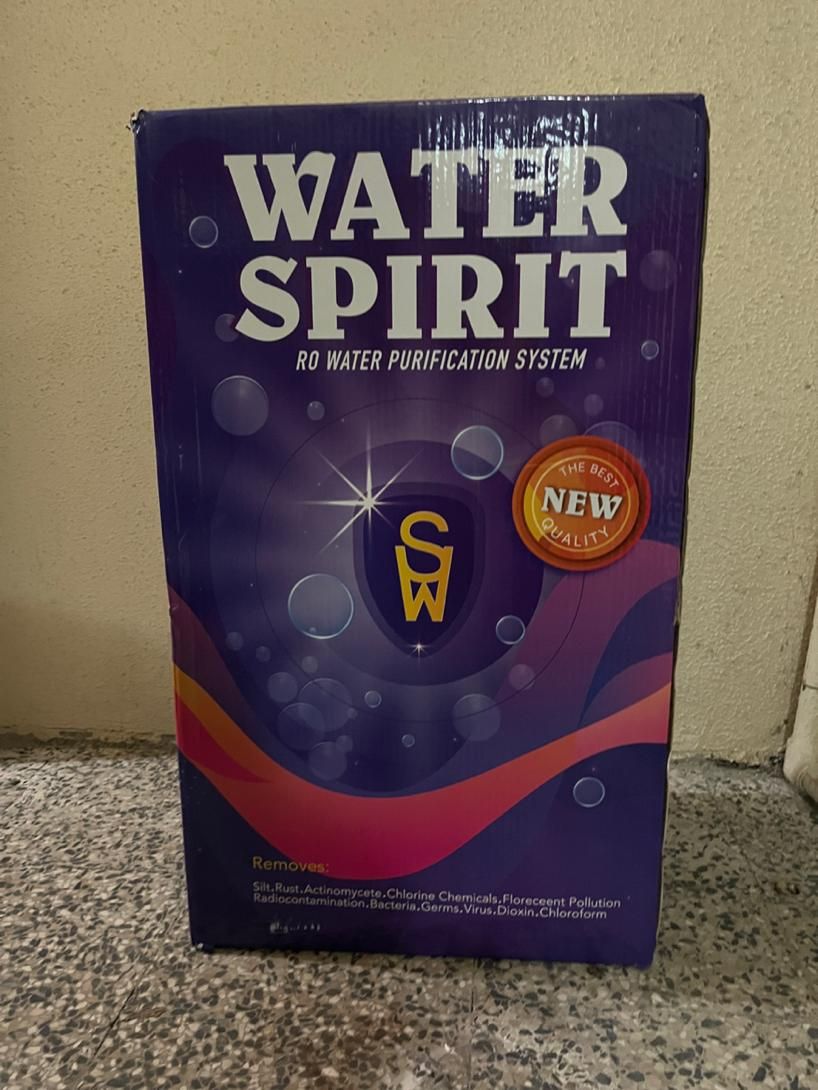 WATER
SPIRIT
RO WATER PURIFICATION SYSTEM
THE BEST
NEW
QUALITY
SW
Removes:
Silt.Rust.Actinomycete.Chlorine Chemicals.Floreceent Pollution
Radiocontamination.Bacteria.Germs.Virus.Dioxin.Chloroform